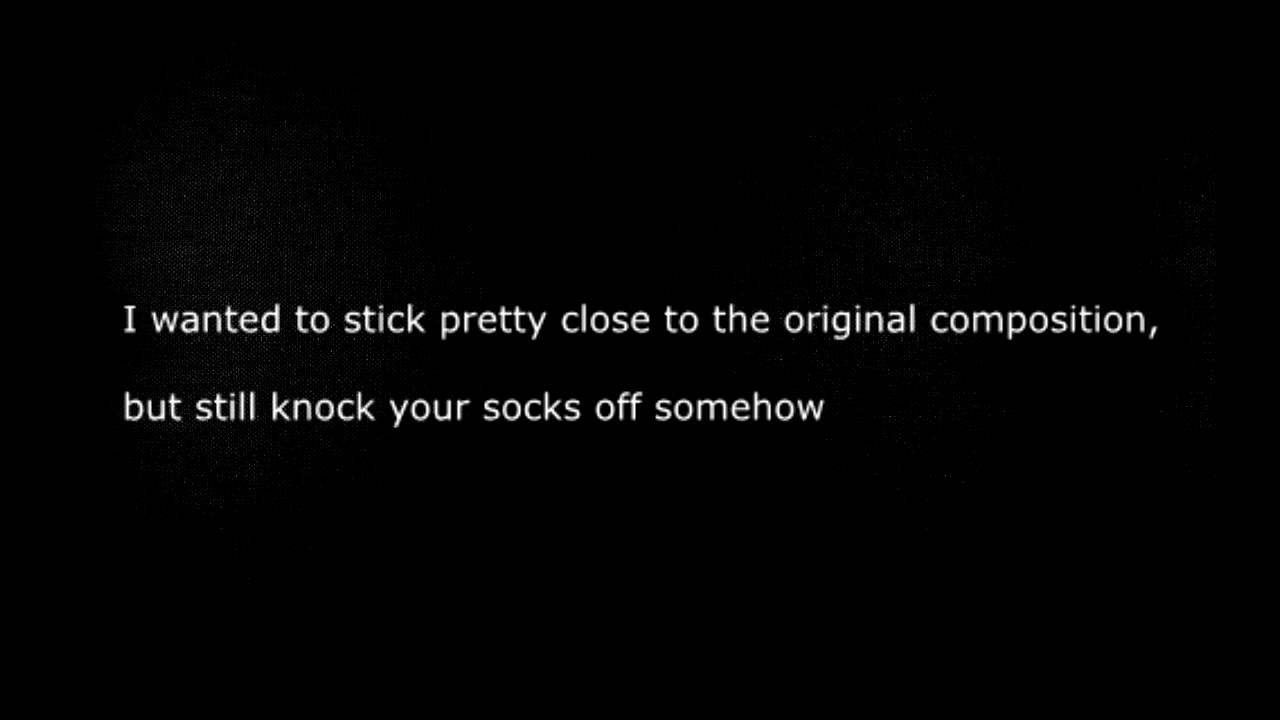 I wanted to stick pretty close to the original composition,
but still knock your socks off somehow